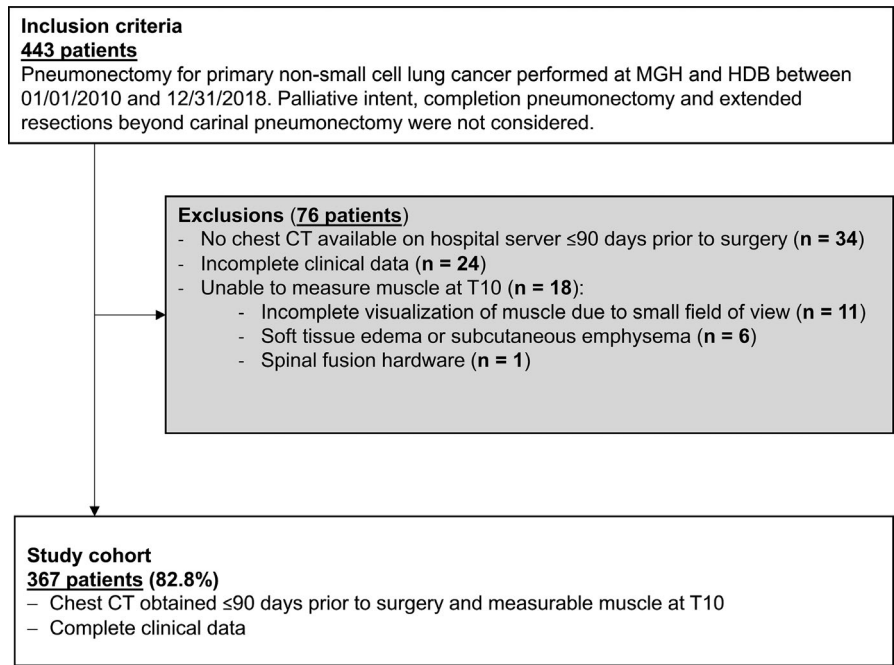 Inclusion criteria
443 patients
Pneumonectomy for primary non-small cell lung cancer performed at MGH and HDB between
01/01/2010 and 12/31/2018. Palliative intent, completion pneumonectomy and extended
resections beyond carinal pneumonectomy were not considered.
Exclusions (76 patients)
- No chest CT available on hospital server ≤90 days prior to surgery (n = 34)
- Incomplete clinical data (n = 24)
- Unable to measure muscle at T10 (n = 18):
- Incomplete visualization of muscle due to small field of view (n = 11)
- Soft tissue edema or subcutaneous emphysema (n = 6)
- Spinal fusion hardware (n = 1)
Study cohort
367 patients (82.8%)
– Chest CT obtained ≤90 days prior to surgery and measurable muscle at T10
– Complete clinical data